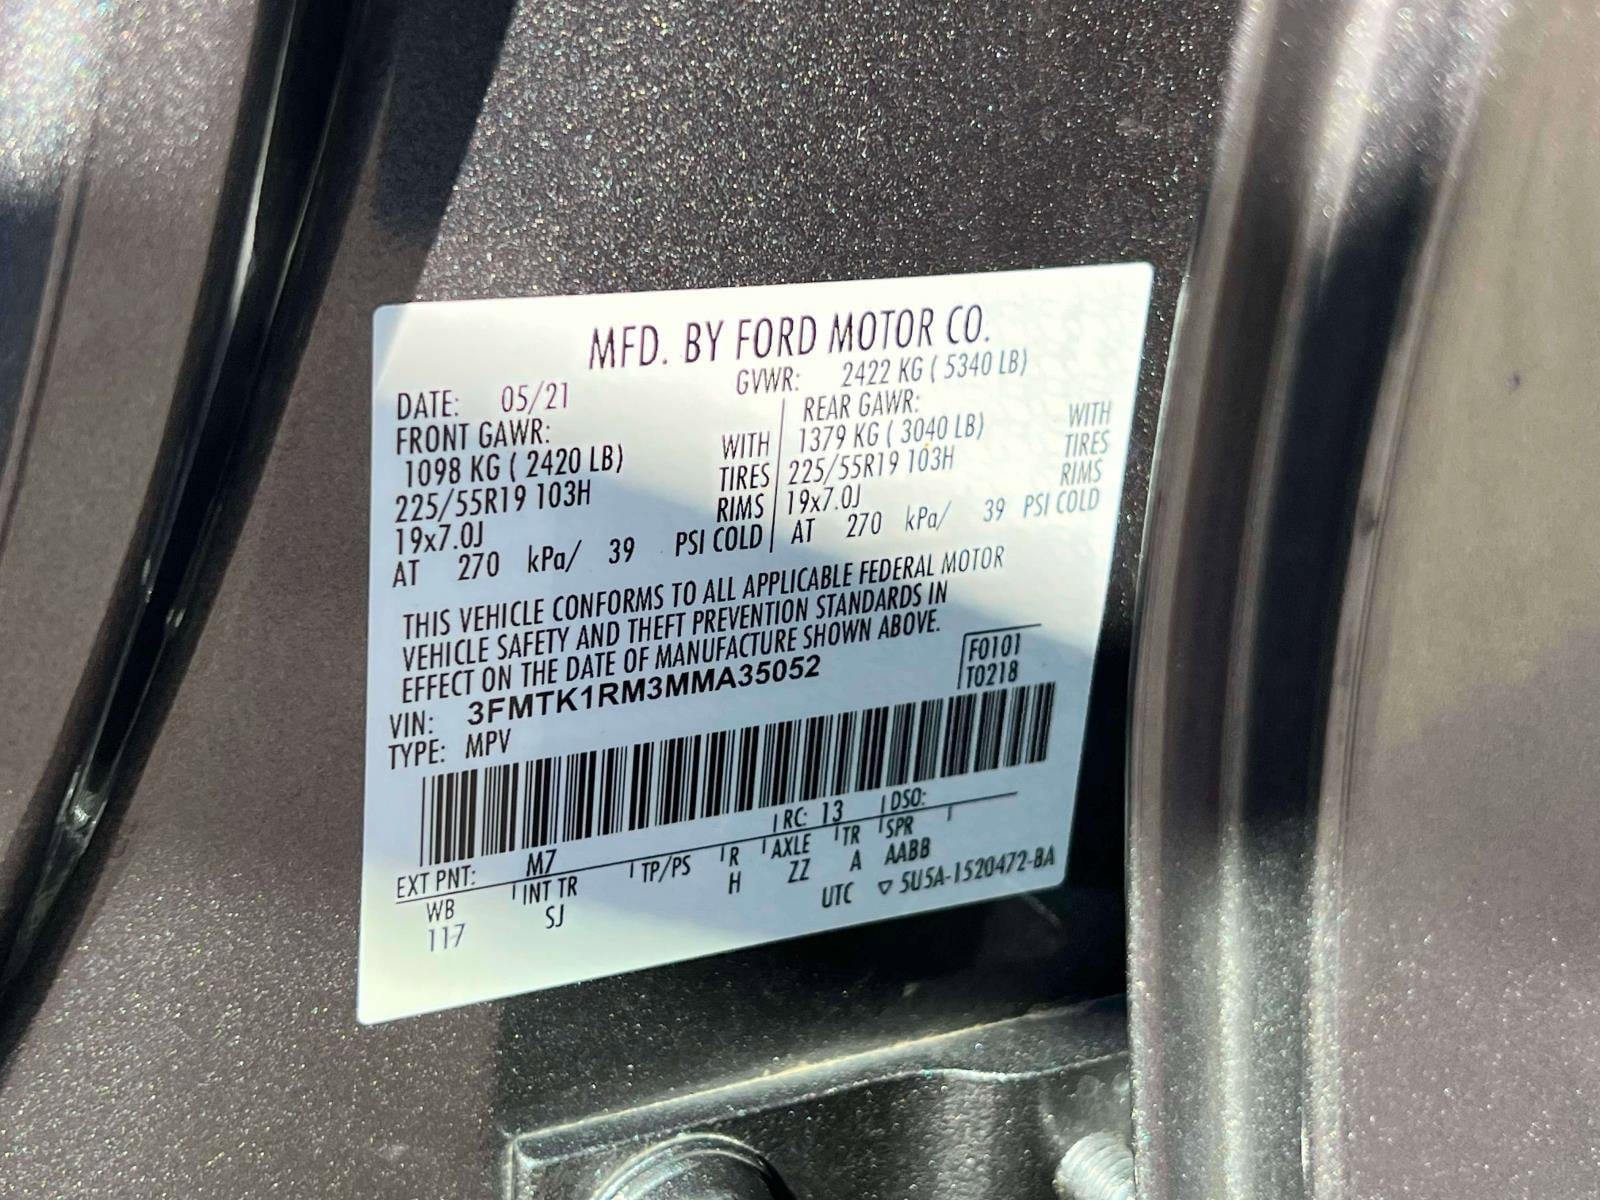 MFD. BY FORD MOTOR CO.
DATE: 05/21 GVWR: 2422 KG ( 5340 LB)
FRONT GAWR: REAR GAWR:
1098 KG ( 2420 LB) WITH 1379 KG ( 3040 LB) WITH
225/55R19 103H TIRES 225/55R19 103H TIRES
19x7.0J RIMS 19x7.0J RIMS
AT 270 kPa/ 39 PSI COLD AT 270 kPa/ 39 PSI COLD
THIS VEHICLE CONFORMS TO ALL APPLICABLE FEDERAL MOTOR
VEHICLE SAFETY AND THEFT PREVENTION STANDARDS IN
EFFECT ON THE DATE OF MANUFACTURE SHOWN ABOVE.
F0101
VIN: 3FMTK1RM3MMA35052 T0218
TYPE: MPV
EXT PNT: M7 RC: 13 DSO:
WB INT TR TP/PS R AXLE TR SPR
117 SJ H ZZ A AABB
UTC ▽ 5U5A-1520472-BA